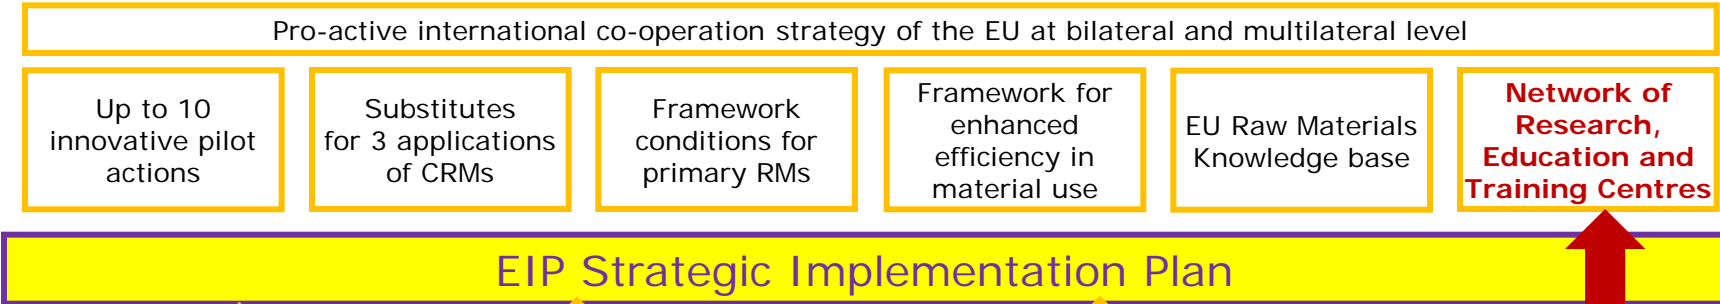 Pro-active international co-operation strategy of the EU at bilateral and multilateral level
Up to 10
innovative pilot
actions
Substitutes
for 3 applications
of CRMs
Framework
conditions for
primary RMs
Framework for
enhanced
efficiency in
material use
EU Raw Materials
Knowledge base
Network of
Research,
Education and
Training Centres
EIP Strategic Implementation Plan